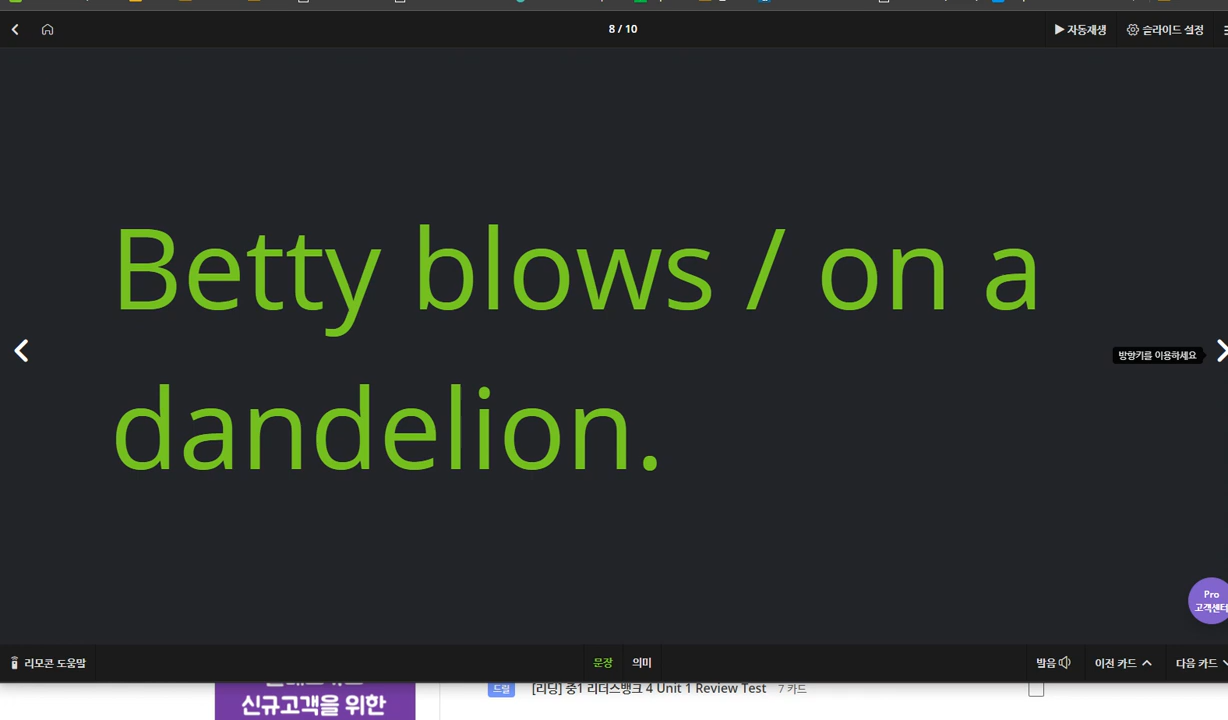 8 / 10
자동재생
슬라이드 설정
Betty blows / on a
dandelion.
방향키를 이용하세요
Pro
고객센터
리모콘 도움말
문장
의미
발음
이전 카드
다음 카드
신규고객을 위한
드릴
[리딩] 중1 리더스뱅크 4 Unit 1 Review Test
7 카드